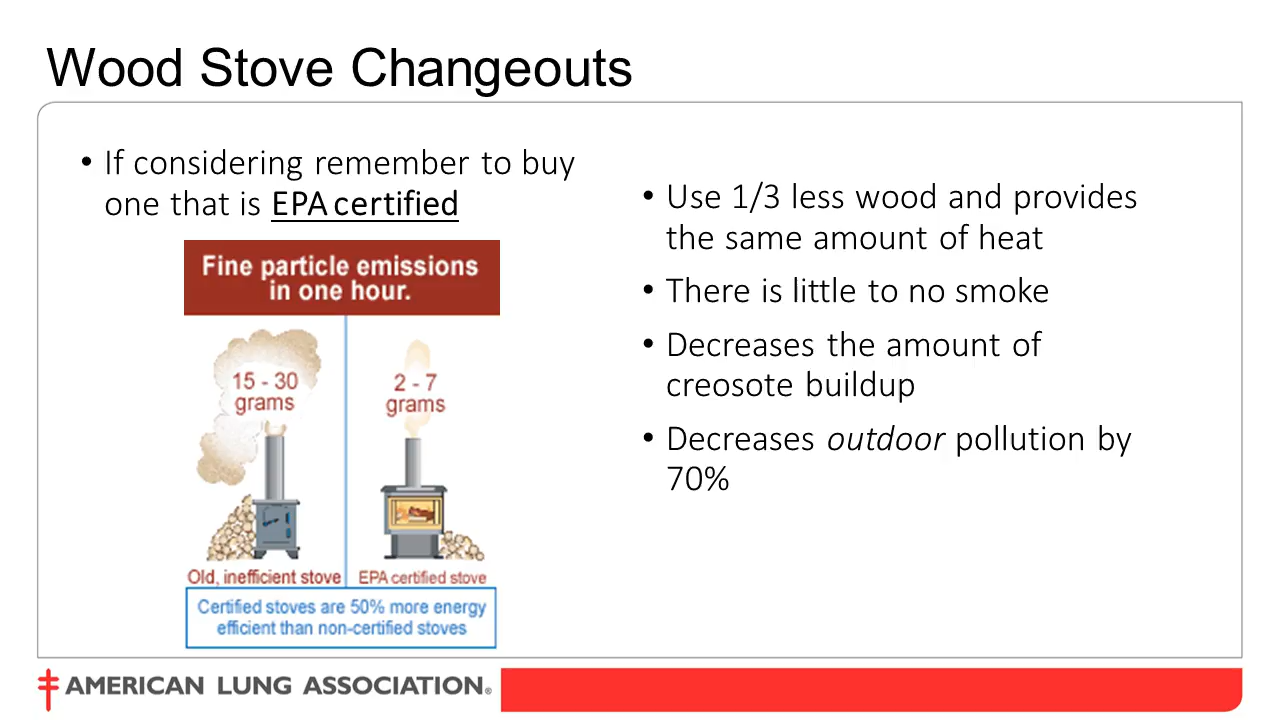 Wood Stove Changeouts
• If considering remember to buy
one that is EPA certified
Fine particle emissions
in one hour.
15 - 30
grams
2 - 7
grams
Old, inefficient stove
EPA certified stove
Certified stoves are 50% more energy
efficient than non-certified stoves
• Use 1/3 less wood and provides
the same amount of heat
• There is little to no smoke
• Decreases the amount of
creosote buildup
• Decreases outdoor pollution by
70%
AMERICAN LUNG ASSOCIATION®